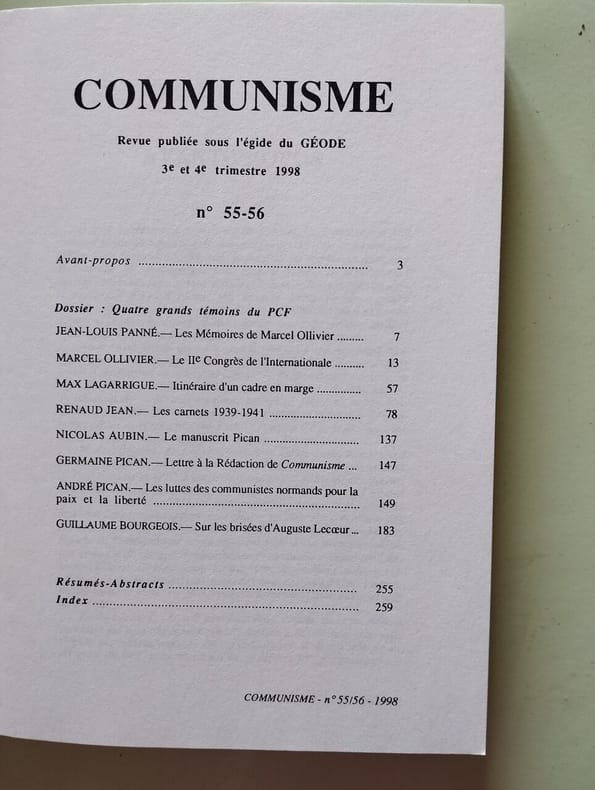 COMMUNISME
Revue publiée sous l'égide du GÉODE
3e et 4e trimestre 1998
n° 55-56
Avant-propos ........................................................ 3
Dossier : Quatre grands témoins du PCF
JEAN-LOUIS PANNÉ.— Les Mémoires de Marcel Ollivier ......... 7
MARCEL OLLIVIER.— Le IIe Congrès de l'Internationale .......... 13
MAX LAGARRIGUE.— Itinéraire d'un cadre en marge ............... 57
RENAUD JEAN.— Les carnets 1939-1941 ............................... 78
NICOLAS AUBIN.— Le manuscrit Pican ................................ 137
GERMAINE PICAN.— Lettre à la Rédaction de Communisme ... 147
ANDRÉ PICAN.— Les luttes des communistes normands pour la
paix et la liberté ........................................................ 149
GUILLAUME BOURGEOIS.— Sur les brisées d'Auguste Lecœur ... 183
Résumés-Abstracts .................................................. 255
Index ...................................................................... 259
COMMUNISME - n° 55/56 - 1998